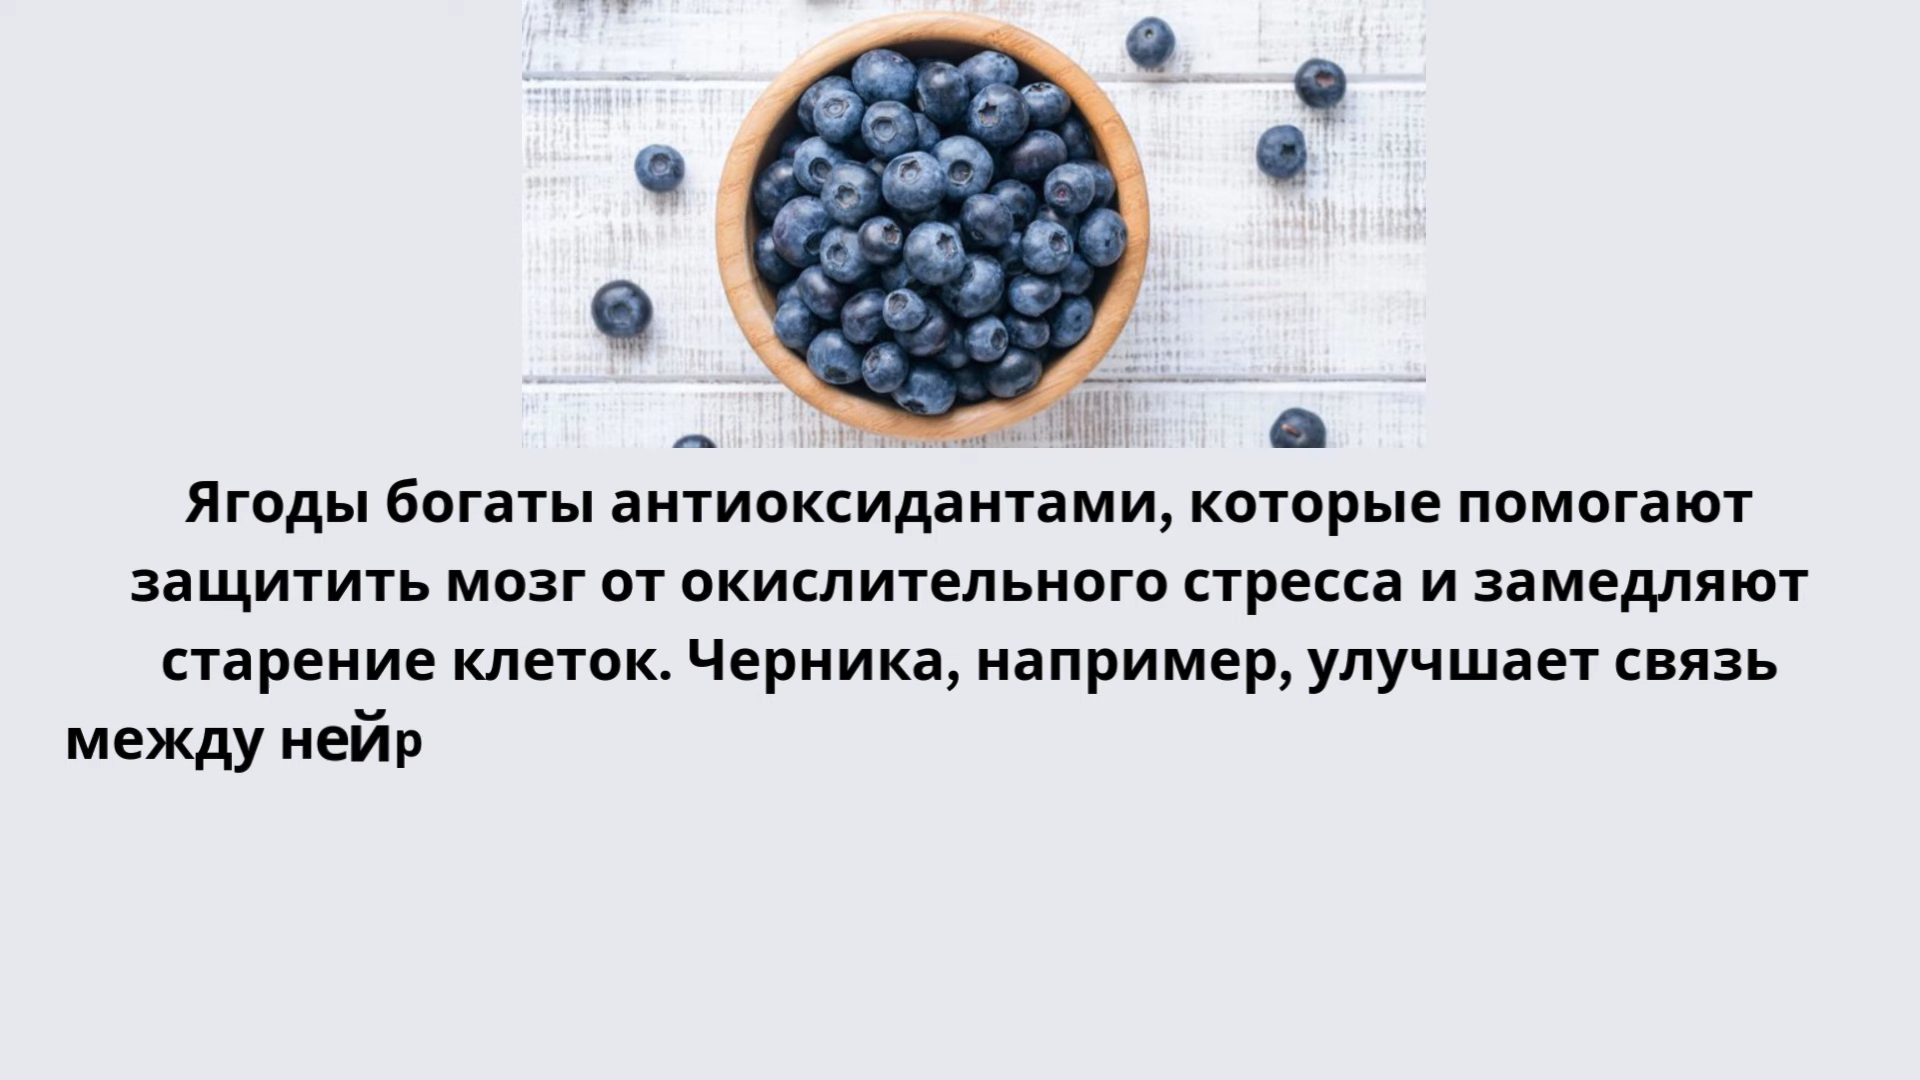 Ягоды богаты антиоксидантами, которые помогают
защитить мозг от окислительного стресса и замедляют
старение клеток. Черника, например, улучшает связь
между нейр